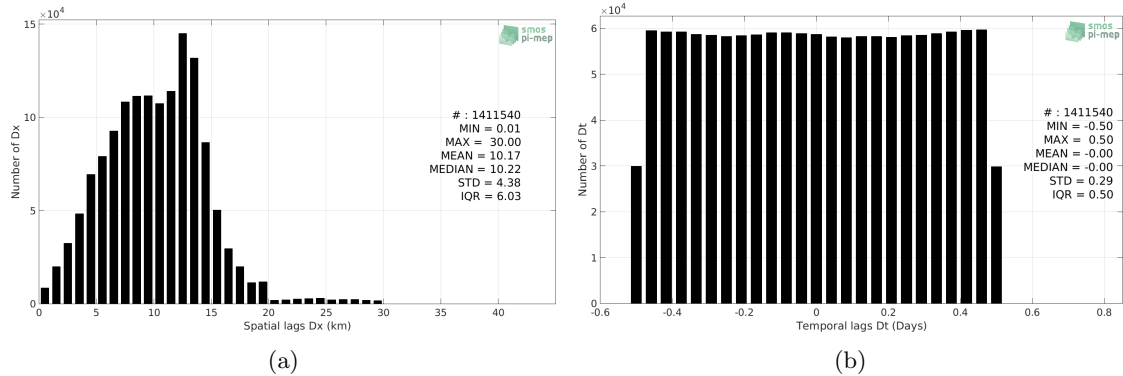 ×10⁴
15
10
5
0
Number of Dx
0 5 10 15 20 25 30 35 40
Spatial lags Dx (km)
smos
pi-mep
# : 1411540
MIN = 0.01
MAX = 30.00
MEAN = 10.17
MEDIAN = 10.22
STD = 4.38
IQR = 6.03
(a)
×10⁴
6
5
4
3
2
1
0
Number of Dt
-0.6 -0.4 -0.2 0 0.2 0.4 0.6 0.8
Temporal lags Dt (Days)
smos
pi-mep
# : 1411540
MIN = -0.50
MAX = 0.50
MEAN = -0.00
MEDIAN = -0.00
STD = 0.29
IQR = 0.50
(b)